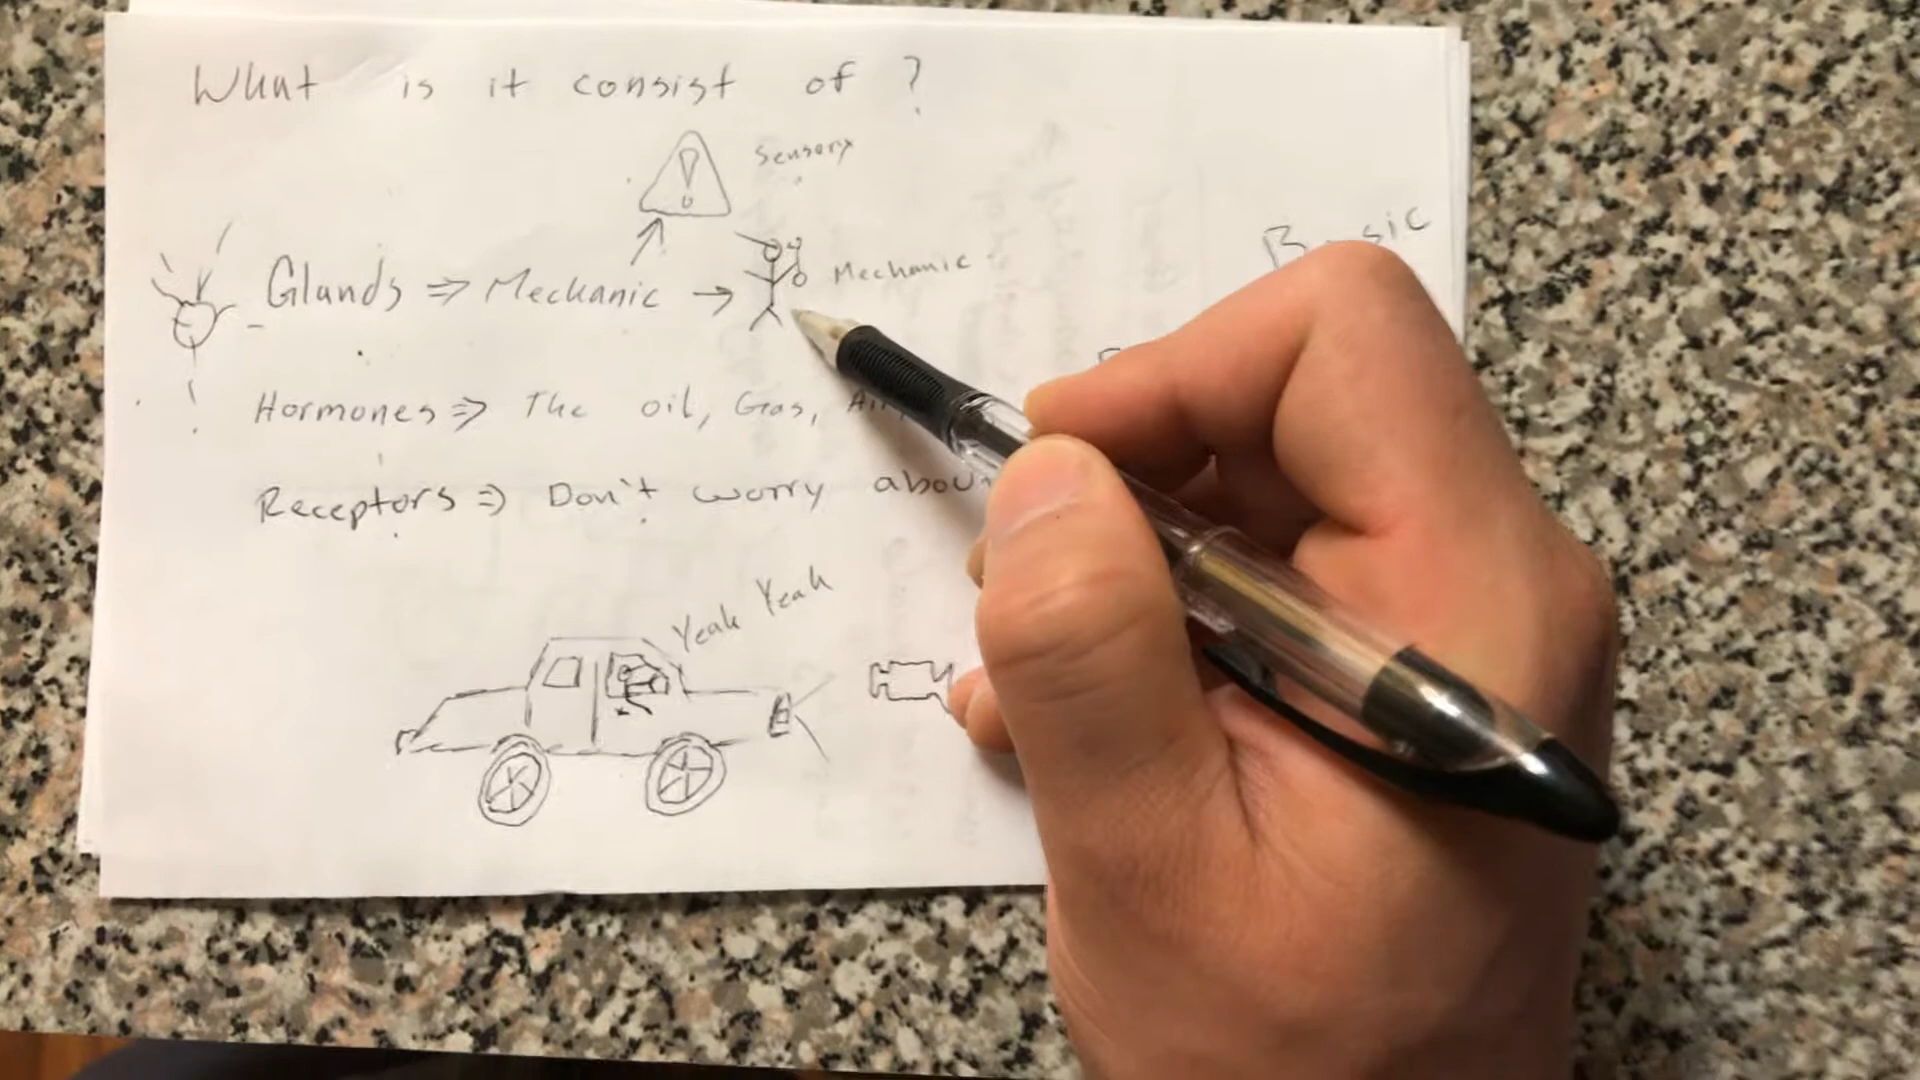 What is it consist of ?
Sensory
Glands => Mechanic -> Mechanic
Hormones => The oil, Gas,
Receptors => Don't worry
Yeah Yeah